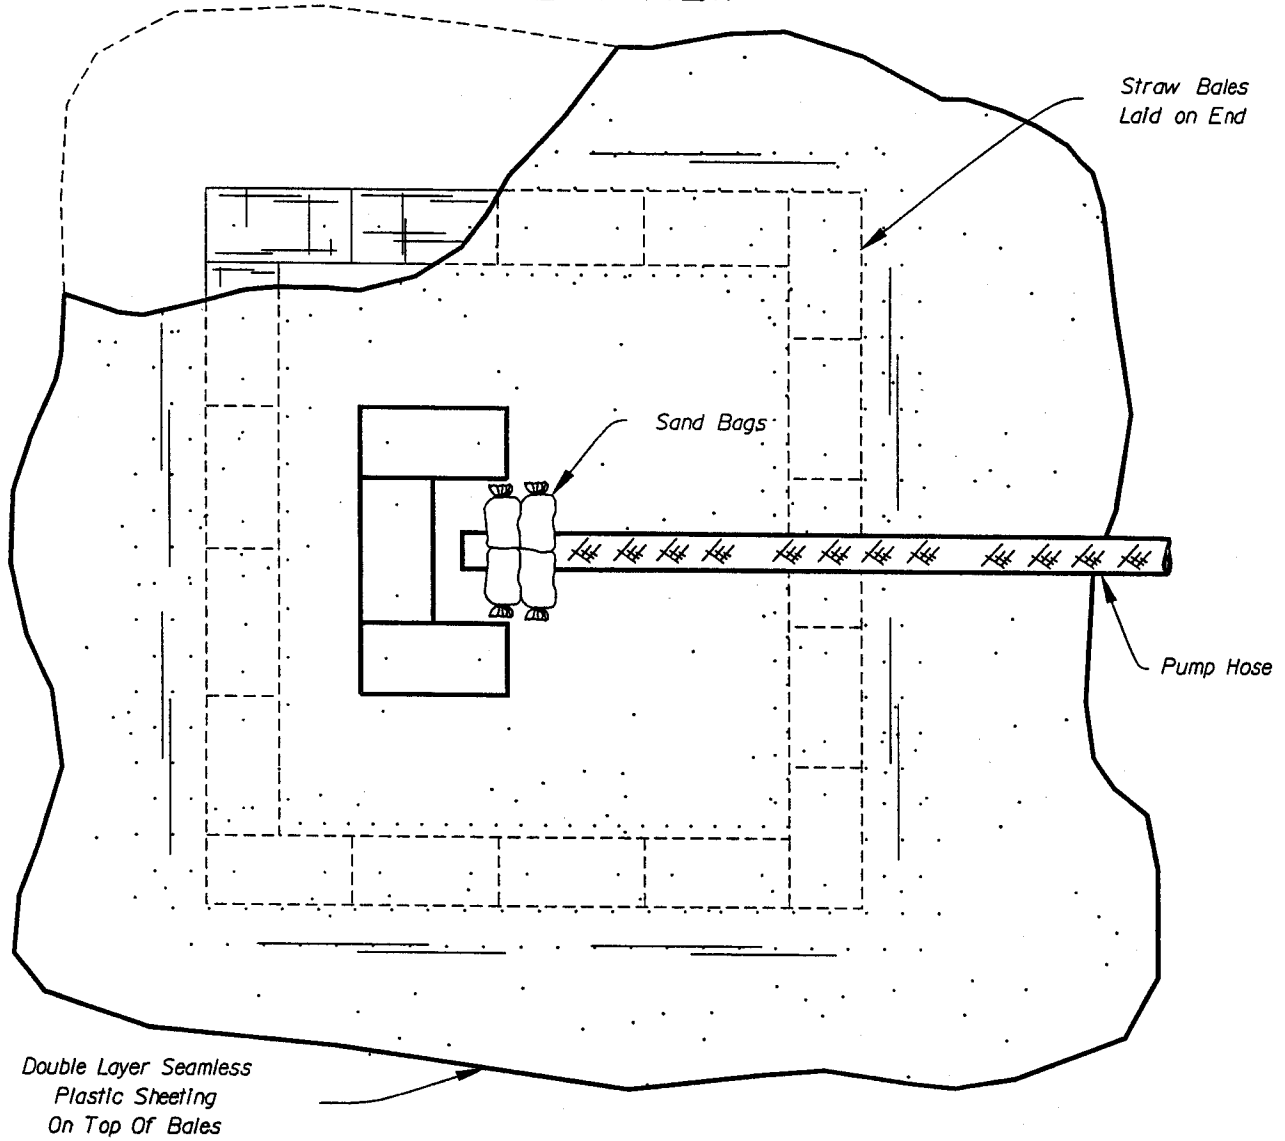 Straw Bales
Laid on End
Sand Bags
Pump Hose
Double Layer Seamless
Plastic Sheeting
On Top Of Bales